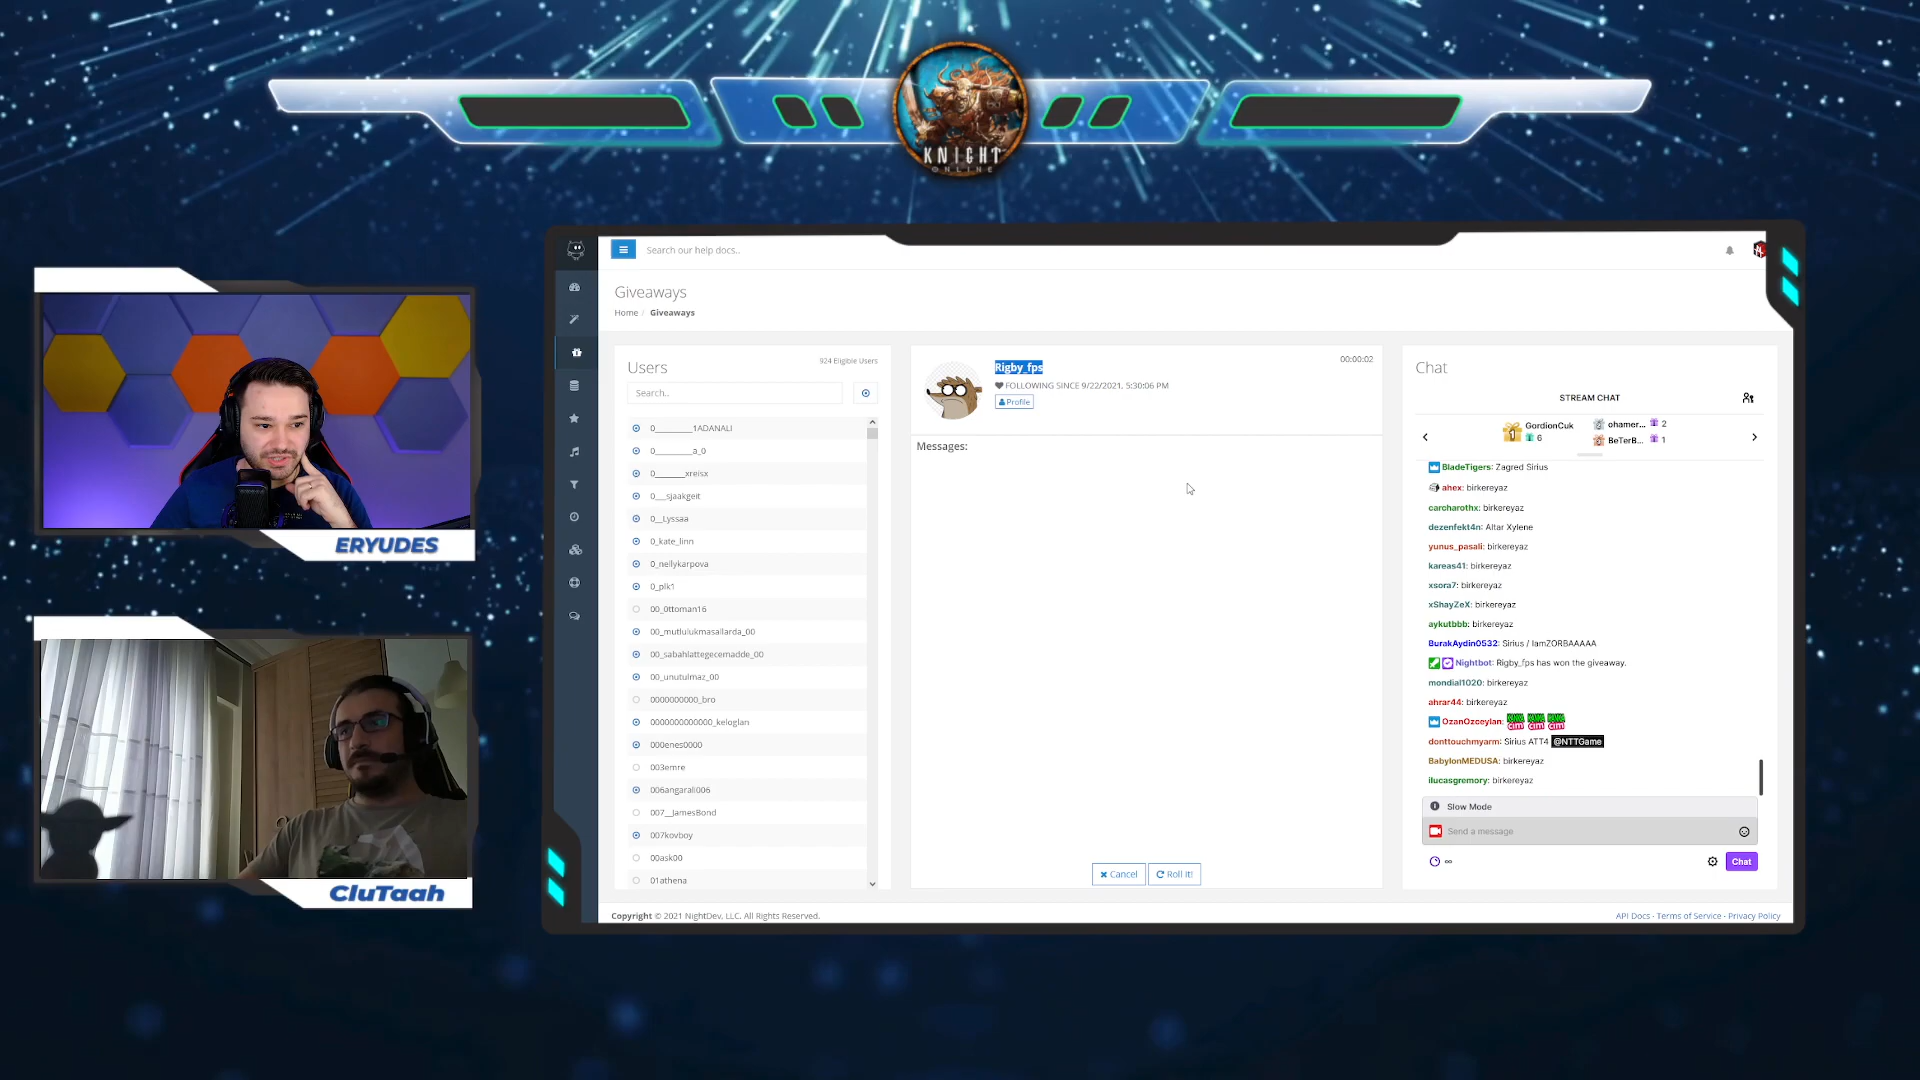 KNIGHT
ONLINE
Search our help docs..
Giveaways
Home / Giveaways
Users
924 Eligible Users
Search..
0_________1ADANALI
0_________a_0
0________xreisx
0___sjaakgeit
0__Lyssaa
0_kate_linn
0_nellykarpova
0_plk1
00_0ttoman16
00_mutlulukmasallarda_00
00_sabahlattegecemadde_00
00_unutulmaz_00
0000000000_bro
0000000000000_keloglan
000enes0000
003emre
006angarali006
007__JamesBond
007kovboy
00ask00
01athena
Rigby_fps
00:00:02
FOLLOWING SINCE 9/22/2021, 5:30:06 PM
Profile
Messages:
Cancel
Roll It!
Chat
STREAM CHAT
GordionCuk
6
ohamer... 2
BeTerB... 1
BladeTigers: Zagred Sirius
ahex: birkereyaz
carcharothx: birkereyaz
dezenfekt4n: Altar Xylene
yunus_pasali: birkereyaz
kareas41: birkereyaz
xsora7: birkereyaz
xShayZeX: birkereyaz
aykutbbb: birkereyaz
BurakAydin0532: Sirius / IamZORBAAAAA
Nightbot: Rigby_fps has won the giveaway.
mondial1020: birkereyaz
ahrar44: birkereyaz
OzanOzceylan:
donttouchmyarm: Sirius ATT4 @NTTGame
BabylonMEDUSA: birkereyaz
ilucasgremory: birkereyaz
Slow Mode
Send a message
∞
Chat
Copyright © 2021 NightDev, LLC. All Rights Reserved.
API Docs · Terms of Service · Privacy Policy
ERYUDES
CluTaah